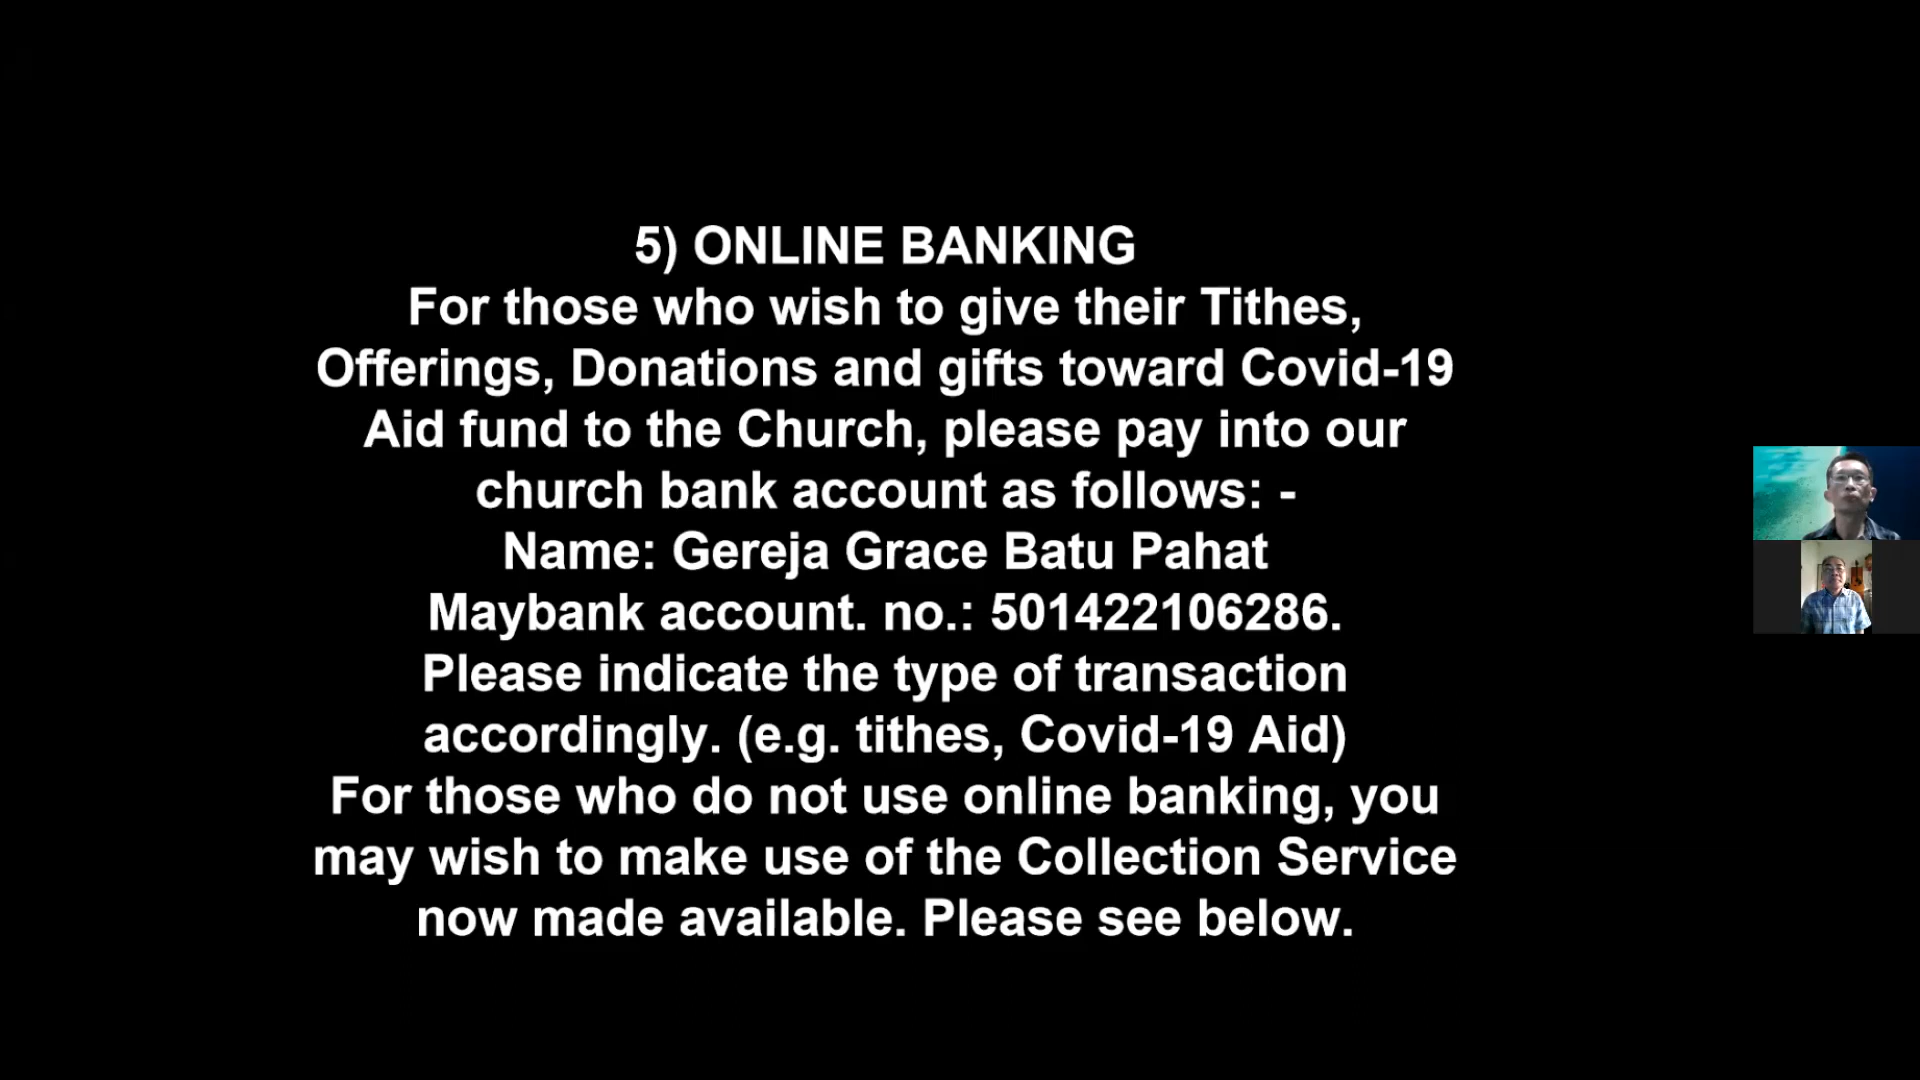 5) ONLINE BANKING
For those who wish to give their Tithes,
Offerings, Donations and gifts toward Covid-19
Aid fund to the Church, please pay into our
church bank account as follows: -
Name: Gereja Grace Batu Pahat
Maybank account. no.: 501422106286.
Please indicate the type of transaction
accordingly. (e.g. tithes, Covid-19 Aid)
For those who do not use online banking, you
may wish to make use of the Collection Service
now made available. Please see below.